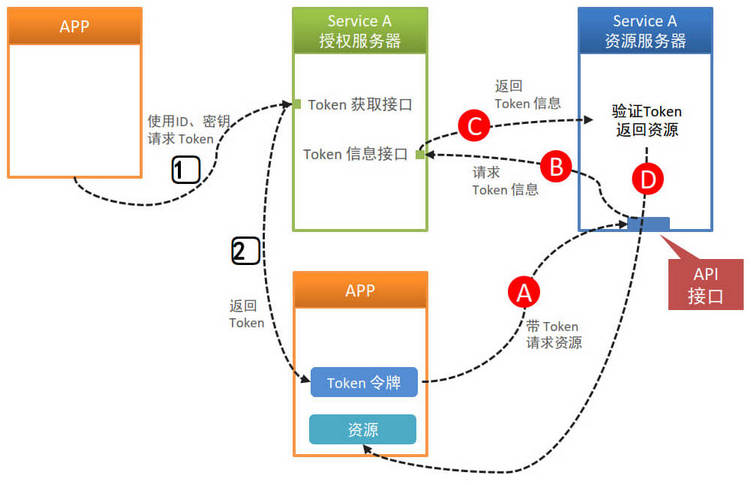 APP
Service A
授权服务器
Service A
资源服务器
使用ID、密钥
请求 Token
1
Token 获取接口
Token 信息接口
返回
Token 信息
C
验证Token
返回资源
B
请求
Token 信息
D
2
API
接口
APP
A
返回
Token
带 Token
请求资源
Token 令牌
资源